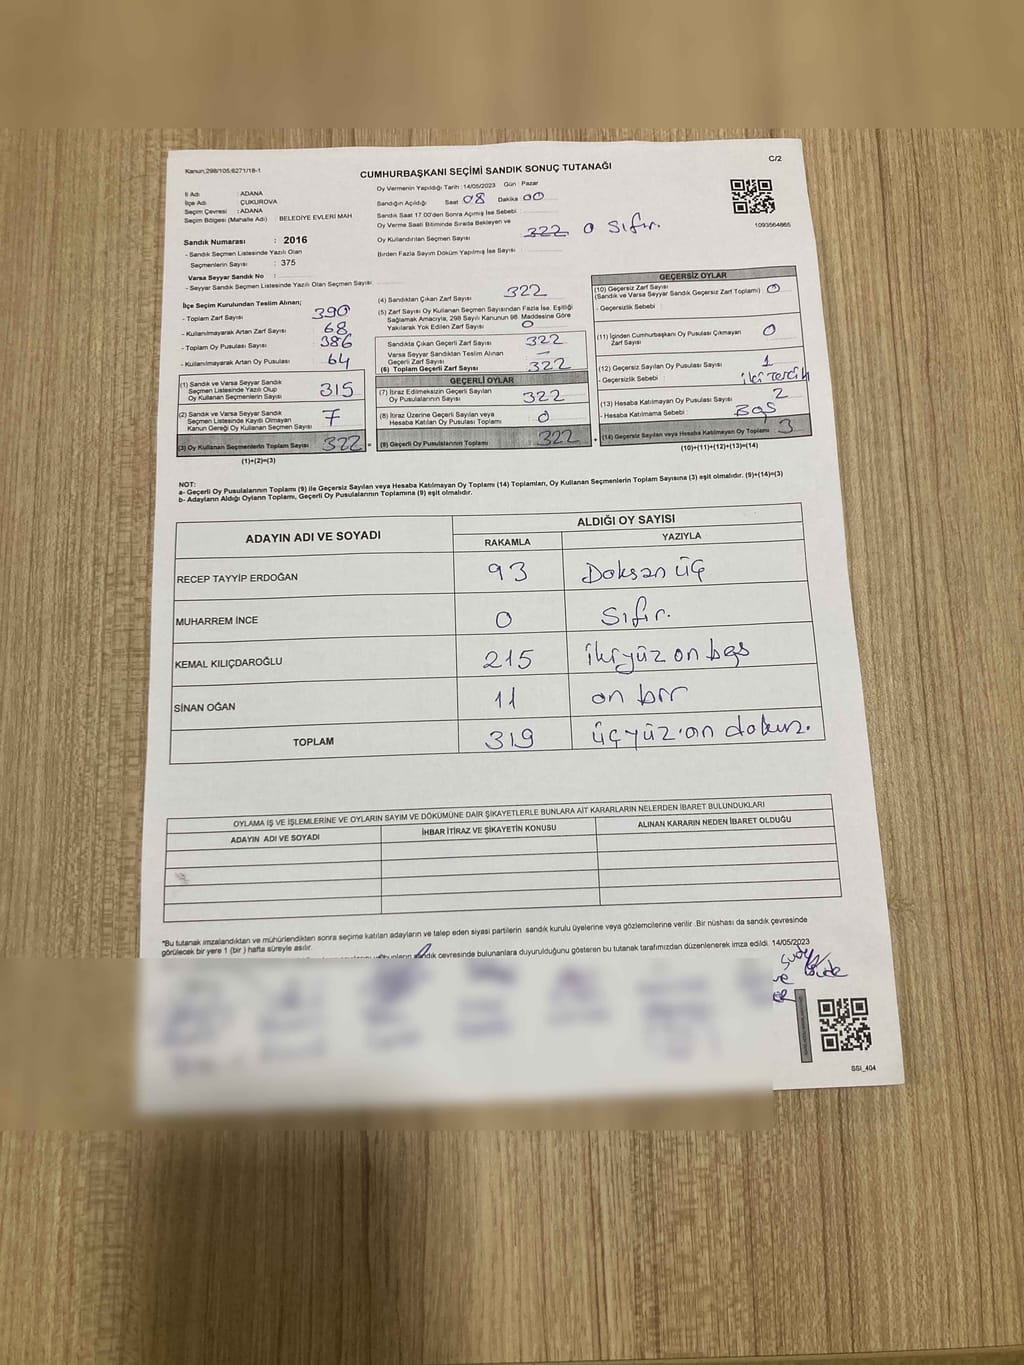 Kanun;298/105;6271/18-1
C/2
CUMHURBAŞKANI SEÇİMİ SANDIK SONUÇ TUTANAĞI
İl Adı : ADANA
İlçe Adı : ÇUKUROVA
Seçim Çevresi : ADANA
Seçim Bölgesi (Mahalle Adı) : BELEDİYE EVLERİ MAH
Sandık Numarası : 2016
- Sandık Seçmen Listesinde Yazılı Olan
Seçmenlerin Sayısı : 375
Varsa Seyyar Sandık No :
- Seyyar Sandık Seçmen Listesinde Yazılı Olan Seçmen Sayısı:
Oy Vermenin Yapıldığı Tarih : 14/05/2023 Gün : Pazar
Sandığın Açıldığı Saat 08 Dakika 00
Sandık Saat 17.00'den Sonra Açılmış İse Sebebi :
Oy Verme Saati Bitiminde Sırada Bekleyen ve
Oy Kullandırılan Seçmen Sayısı 322 0 Sıfır.
Birden Fazla Sayım Döküm Yapılmış İse Sayısı :
1093564865
İlçe Seçim Kurulundan Teslim Alınan;
- Toplam Zarf Sayısı 390
- Kullanılmayarak Artan Zarf Sayısı 68
- Toplam Oy Pusulası Sayısı 386
- Kullanılmayarak Artan Oy Pusulası 64
(1) Sandık ve Varsa Seyyar Sandık
Seçmen Listesinde Yazılı Olup
Oy Kullanan Seçmenlerin Sayısı 315
(2) Sandık ve Varsa Seyyar Sandık
Seçmen Listesinde Kayıtlı Olmayan
Kanun Gereği Oy Kullanan Seçmen Sayısı 7
(3) Oy Kullanan Seçmenlerin Toplam Sayısı 322
(1)+(2)=(3)
(4) Sandıktan Çıkan Zarf Sayısı 322
(5) Zarf Sayısı Oy Kullanan Seçmen Sayısından Fazla İse, Eşitliği
Sağlamak Amacıyla, 298 Sayılı Kanunun 98. Maddesine Göre
Yakılarak Yok Edilen Zarf Sayısı 0
Sandıkta Çıkan Geçerli Zarf Sayısı 322
Varsa Seyyar Sandıktan Teslim Alınan
Geçerli Zarf Sayısı —
(6) Toplam Geçerli Zarf Sayısı 322
GEÇERLİ OYLAR
(7) İtiraz Edilmeksizin Geçerli Sayılan
Oy Pusulalarının Sayısı 322
(8) İtiraz Üzerine Geçerli Sayılan veya
Hesaba Katılan Oy Pusulası Toplamı 0
(9) Geçerli Oy Pusulalarının Toplamı 322
GEÇERSİZ OYLAR
(10) Geçersiz Zarf Sayısı
(Sandık ve Varsa Seyyar Sandık Geçersiz Zarf Toplamı) 0
- Geçersizlik Sebebi :
(11) İçinden Cumhurbaşkanı Oy Pusulası Çıkmayan
Zarf Sayısı 0
(12) Geçersiz Sayılan Oy Pusulası Sayısı 1
- Geçersizlik Sebebi : İki Tercih
(13) Hesaba Katılmayan Oy Pusulası Sayısı 2
- Hesaba Katılmama Sebebi : Boş
(14) Geçersiz Sayılan veya Hesaba Katılmayan Oy Toplamı 3
(10)+(11)+(12)+(13)=(14)
NOT:
a- Geçerli Oy Pusulalarının Toplamı (9) ile Geçersiz Sayılan veya Hesaba Katılmayan Oy Toplamı (14) Toplamları, Oy Kullanan Seçmenlerin Toplam Sayısına (3) eşit olmalıdır. (9)+(14)=(3)
b- Adayların Aldığı Oyların Toplamı, Geçerli Oy Pusulalarının Toplamına (9) eşit olmalıdır.
ADAYIN ADI VE SOYADI ALDIĞI OY SAYISI
RAKAMLA YAZIYLA
RECEP TAYYİP ERDOĞAN 93 Doksan üç
MUHARREM İNCE 0 Sıfır.
KEMAL KILIÇDAROĞLU 215 ikiyüz on beş
SİNAN OĞAN 11 on bir
TOPLAM 319 üçyüz on dokuz.
OYLAMA İŞ VE İŞLEMLERİNE VE OYLARIN SAYIM VE DÖKÜMÜNE DAİR ŞİKAYETLERLE BUNLARA AİT KARARLARIN NELERDEN İBARET BULUNDUKLARI
ADAYIN ADI VE SOYADI İHBAR İTİRAZ VE ŞİKAYETİN KONUSU ALINAN KARARIN NEDEN İBARET OLDUĞU
*Bu tutanak imzalandıktan ve mühürlendikten sonra seçime katılan adayların ve talep eden siyasi partilerin sandık kurulu üyelerine veya gözlemcilerine verilir. Bir nüshası da sandık çevresinde
görülecek bir yere 1 (bir) hafta süreyle asılır.
sandık çevresinde bulunanlara duyurulduğunu gösteren bu tutanak tarafımızdan düzenlenerek imza edildi. 14/05/2023
SSI_404